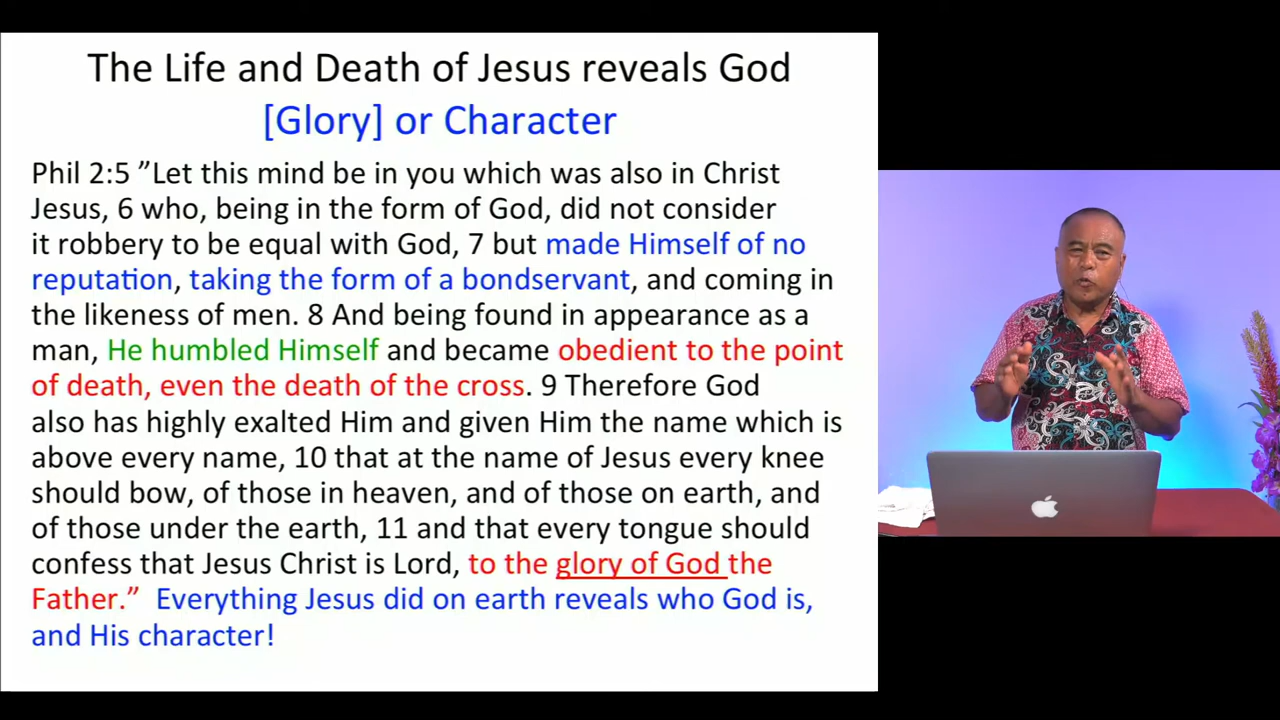 The Life and Death of Jesus reveals God
[Glory] or Character
Phil 2:5 ”Let this mind be in you which was also in Christ
Jesus, 6 who, being in the form of God, did not consider
it robbery to be equal with God, 7 but made Himself of no
reputation, taking the form of a bondservant, and coming in
the likeness of men. 8 And being found in appearance as a
man, He humbled Himself and became obedient to the point
of death, even the death of the cross. 9 Therefore God
also has highly exalted Him and given Him the name which is
above every name, 10 that at the name of Jesus every knee
should bow, of those in heaven, and of those on earth, and
of those under the earth, 11 and that every tongue should
confess that Jesus Christ is Lord, to the glory of God the
Father.” Everything Jesus did on earth reveals who God is,
and His character!